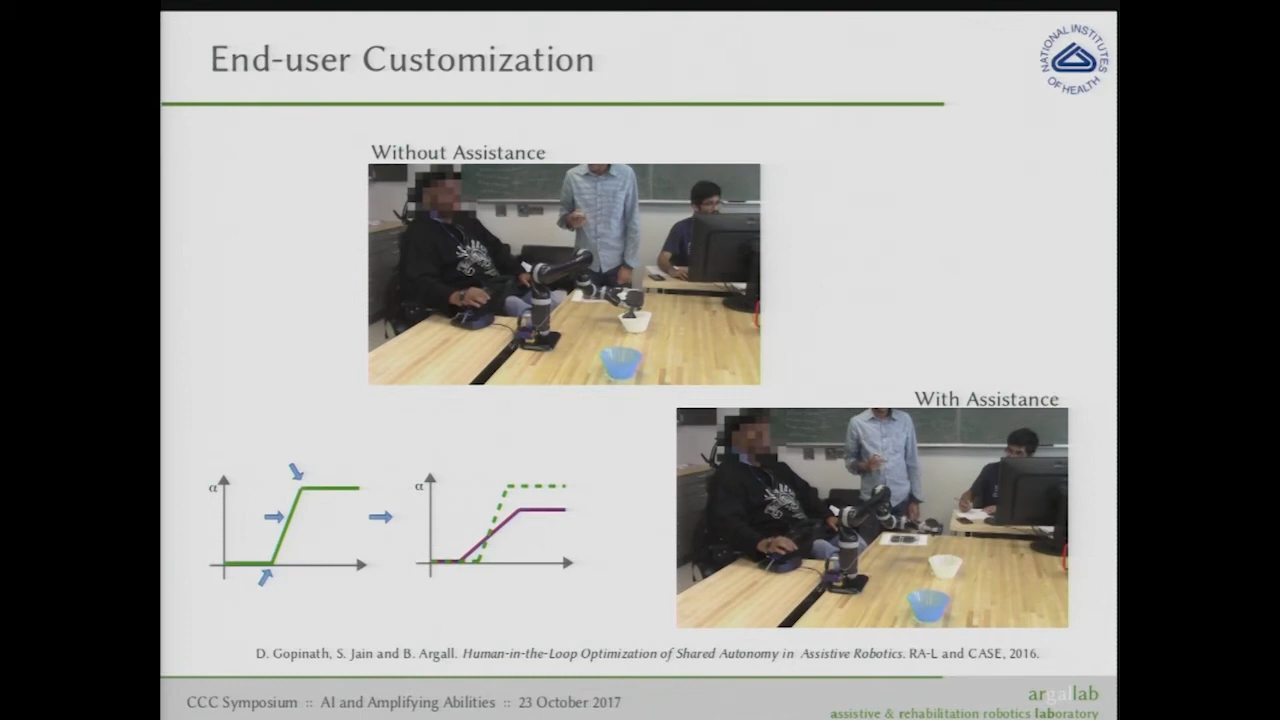 End-user Customization
NATIONAL INSTITUTES
OF HEALTH
Without Assistance
With Assistance
α
α
D. Gopinath, S. Jain and B. Argall. Human-in-the-Loop Optimization of Shared Autonomy in Assistive Robotics. RA-L and CASE, 2016.
CCC Symposium :: AI and Amplifying Abilities :: 23 October 2017
argallab
assistive & rehabilitation robotics laboratory